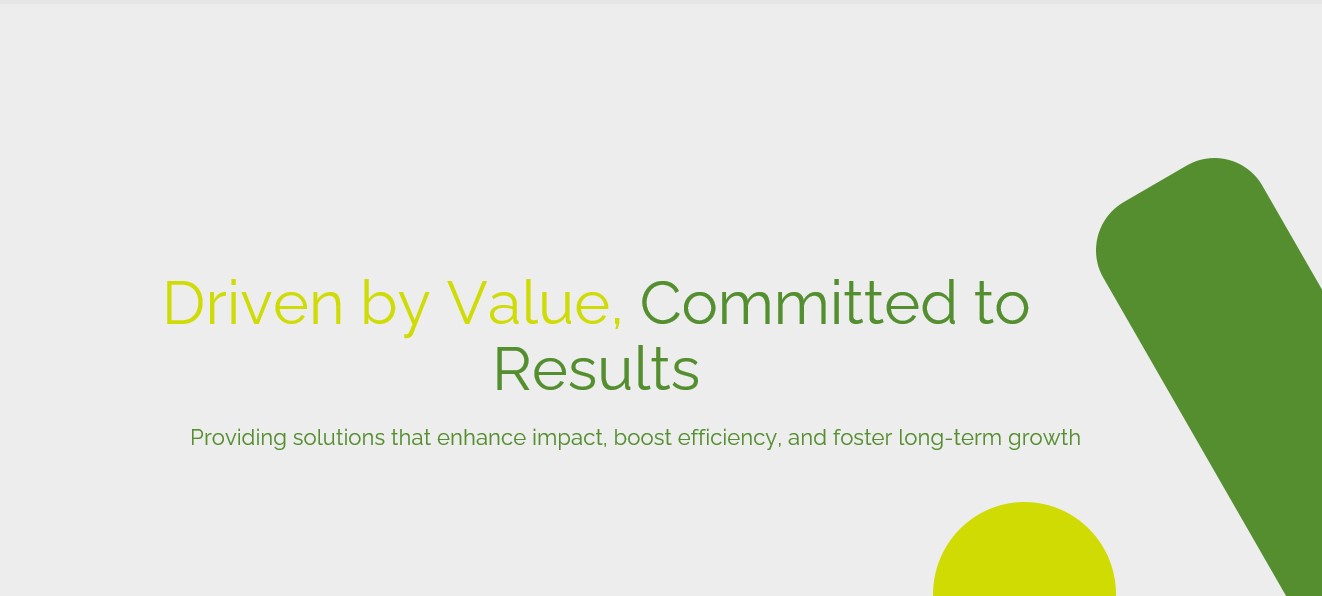 Driven by Value, Committed to
Results
Providing solutions that enhance impact, boost efficiency, and foster long-term growth